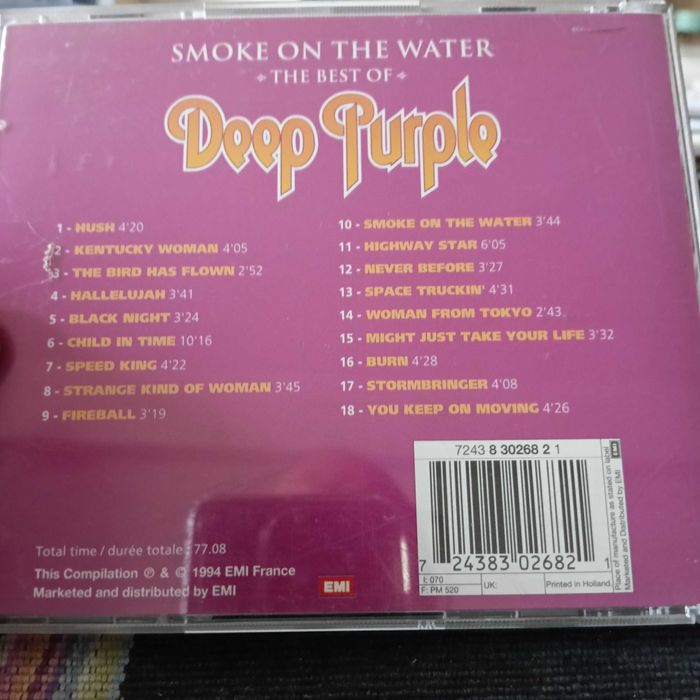 SMOKE ON THE WATER
THE BEST OF
Deep Purple
1 - HUSH 4'20
2 - KENTUCKY WOMAN 4'05
3 - THE BIRD HAS FLOWN 2'52
4 - HALLELUJAH 3'41
5 - BLACK NIGHT 3'24
6 - CHILD IN TIME 10'16
7 - SPEED KING 4'22
8 - STRANGE KIND OF WOMAN 3'45
9 - FIREBALL 3'19
10 - SMOKE ON THE WATER 3'44
11 - HIGHWAY STAR 6'05
12 - NEVER BEFORE 3'27
13 - SPACE TRUCKIN' 4'31
14 - WOMAN FROM TOKYO 2'43
15 - MIGHT JUST TAKE YOUR LIFE 3'32
16 - BURN 4'28
17 - STORMBRINGER 4'08
18 - YOU KEEP ON MOVING 4'26
Total time / durée totale : 77.08
This Compilation ℗ & © 1994 EMI France
Marketed and distributed by EMI
EMI
7243 8 30268 2 1
7 24383 02682 1
I: 070
F: PM 520
UK:
Printed in Holland.
Place of manufacture as stated on label
Marketed and Distributed by EMI
EMI